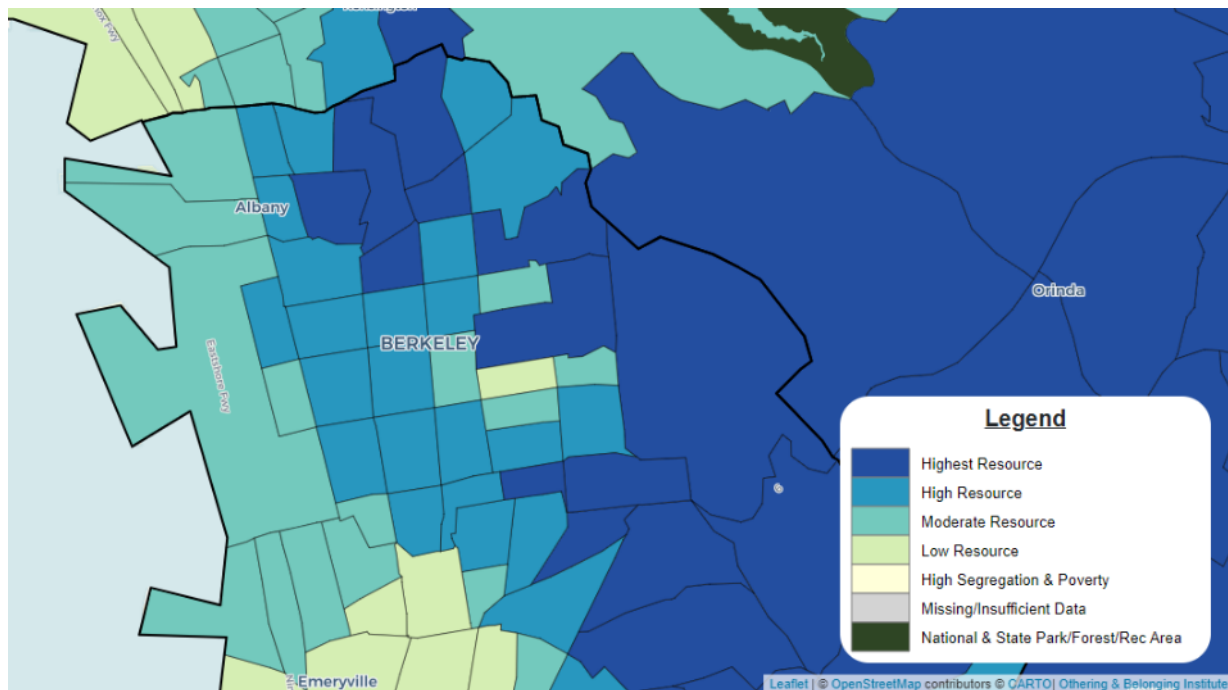 Albany
BERKELEY
Orinda
Eastshore Fwy
Emeryville
Legend
Highest Resource
High Resource
Moderate Resource
Low Resource
High Segregation & Poverty
Missing/Insufficient Data
National & State Park/Forest/Rec Area
Leaflet | © OpenStreetMap contributors © CARTO| Othering & Belonging Institute